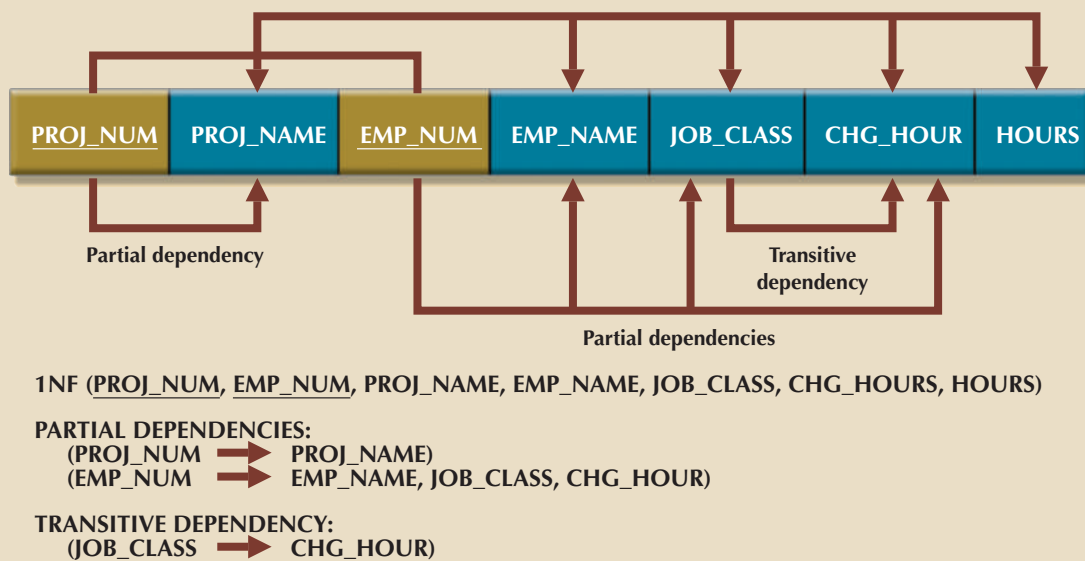 PROJ_NUM PROJ_NAME EMP_NUM EMP_NAME JOB_CLASS CHG_HOUR HOURS
Partial dependency
Transitive
dependency
Partial dependencies
1NF (PROJ_NUM, EMP_NUM, PROJ_NAME, EMP_NAME, JOB_CLASS, CHG_HOURS, HOURS)
PARTIAL DEPENDENCIES:
(PROJ_NUM → PROJ_NAME)
(EMP_NUM → EMP_NAME, JOB_CLASS, CHG_HOUR)
TRANSITIVE DEPENDENCY:
(JOB_CLASS → CHG_HOUR)